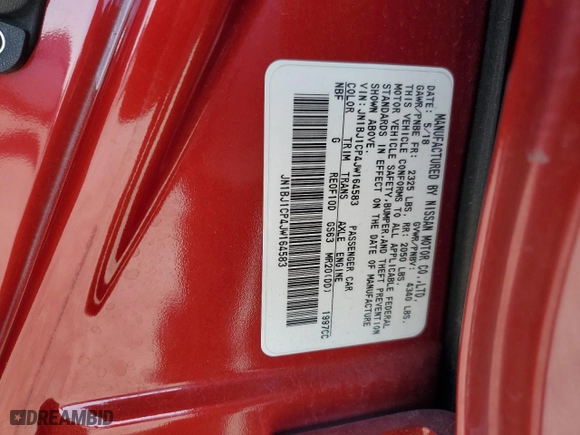 MANUFACTURED BY NISSAN MOTOR CO.,LTD.
DATE: 5/18 GVWR/PNBV: 4340 LBS.
GAWR/PNBE FR: 2325 LBS. RR: 2050 LBS.
THIS VEHICLE CONFORMS TO ALL APPLICABLE FEDERAL
MOTOR VEHICLE SAFETY,BUMPER,AND THEFT PREVENTION
STANDARDS IN EFFECT ON THE DATE OF MANUFACTURE
SHOWN ABOVE.
VIN:JN1BJ1CP4JW164583 PASSENGER CAR
COLOR TRIM TRANS AXLE ENGINE
NBF G RE0F10D GS63 MR20(DD) 1997CC
JN1BJ1CP4JW164583
DREAMBID